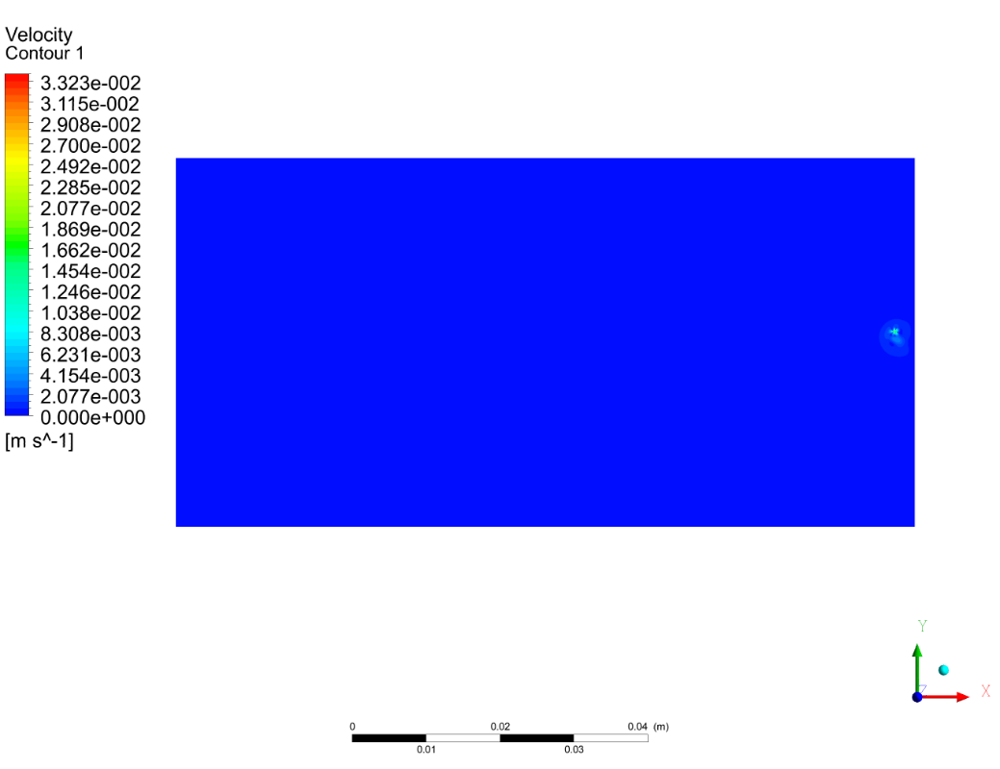 Velocity
Contour 1
3.323e-002
3.115e-002
2.908e-002
2.700e-002
2.492e-002
2.285e-002
2.077e-002
1.869e-002
1.662e-002
1.454e-002
1.246e-002
1.038e-002
8.308e-003
6.231e-003
4.154e-003
2.077e-003
0.000e+000
[m s^-1]
Y
Z
X
0 0.02 0.04 (m)
0.01 0.03